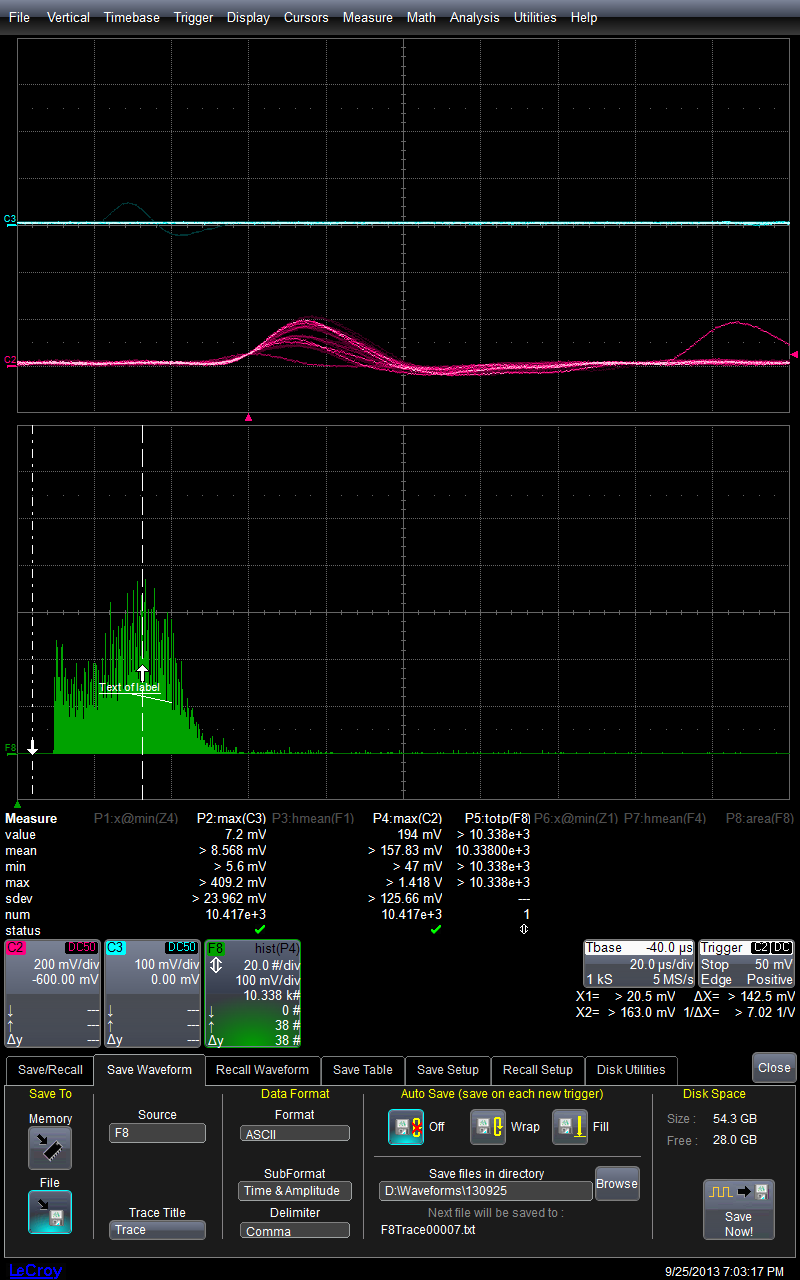 File Vertical Timebase Trigger Display Cursors Measure Math Analysis Utilities Help
C3
C2
Text of label
F8
Measure P1:x@min(Z4) P2:max(C3) P3:hmean(F1) P4:max(C2) P5:totp(F8) P6:x@min(Z1) P7:hmean(F4) P8:area(F8)
value 7.2 mV 194 mV > 10.338e+3
mean > 8.568 mV > 157.83 mV 10.33800e+3
min > 5.6 mV > 47 mV > 10.338e+3
max > 409.2 mV > 1.418 V > 10.338e+3
sdev > 23.962 mV > 125.66 mV ---
num 10.417e+3 10.417e+3 1
status
C2 DC50
200 mV/div
-600.00 mV
↓ ---
↑ ---
Δy ---
C3 DC50
100 mV/div
0.00 mV
↓ ---
↑ ---
Δy ---
F8 hist(P4)
20.0 #/div
100 mV/div
10.338 k#
↓ 0 #
↑ 38 #
Δy 38 #
Tbase -40.0 µs
20.0 µs/div
1 kS 5 MS/s
Trigger C2 DC
Stop 50 mV
Edge Positive
X1= > 20.5 mV ΔX= > 142.5 mV
X2= > 163.0 mV 1/ΔX= > 7.02 1/V
Save/Recall Save Waveform Recall Waveform Save Table Save Setup Recall Setup Disk Utilities Close
Save To
Memory
File
Source
F8
Trace Title
Trace
Data Format
Format
ASCII
SubFormat
Time & Amplitude
Delimiter
Comma
Auto Save (save on each new trigger)
Off Wrap Fill
Save files in directory
D:\Waveforms\130925 Browse
Next file will be saved to :
F8Trace00007.txt
Disk Space
Size : 54.3 GB
Free : 28.0 GB
Save
Now!
LeCroy 9/25/2013 7:03:17 PM